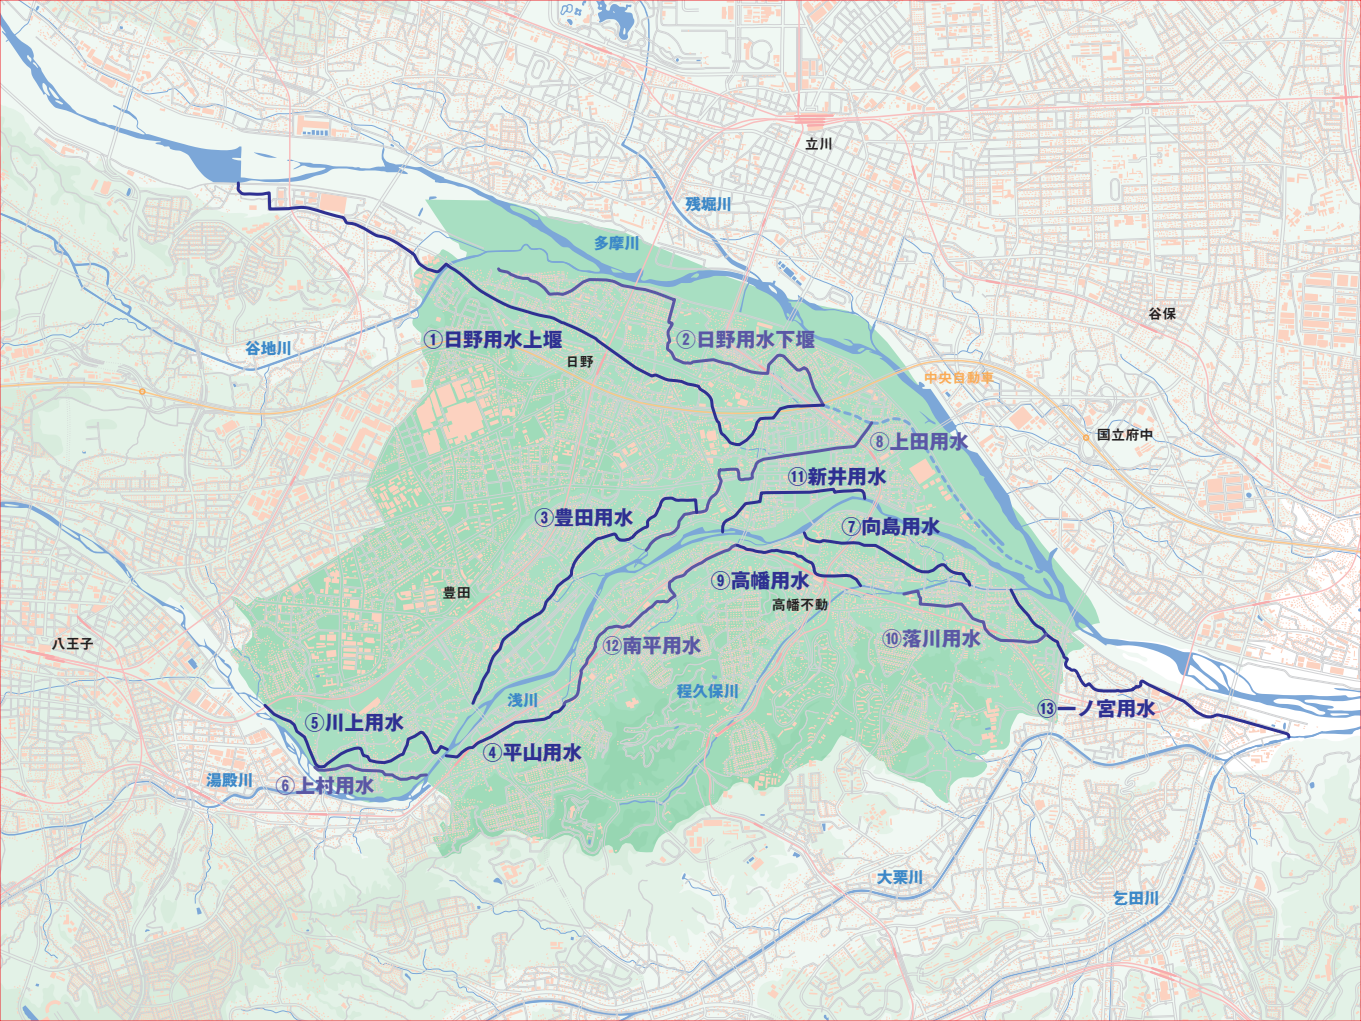 立川
残堀川
多摩川
谷保
①日野用水上堰
②日野用水下堰
谷地川
日野
中央自動車
国立府中
⑧上田用水
⑪新井用水
③豊田用水
⑦向島用水
⑨高幡用水
豊田
高幡不動
八王子
⑫南平用水
⑩落川用水
程久保川
浅川
⑬一ノ宮用水
⑤川上用水
④平山用水
湯殿川
⑥上村用水
大栗川
乞田川